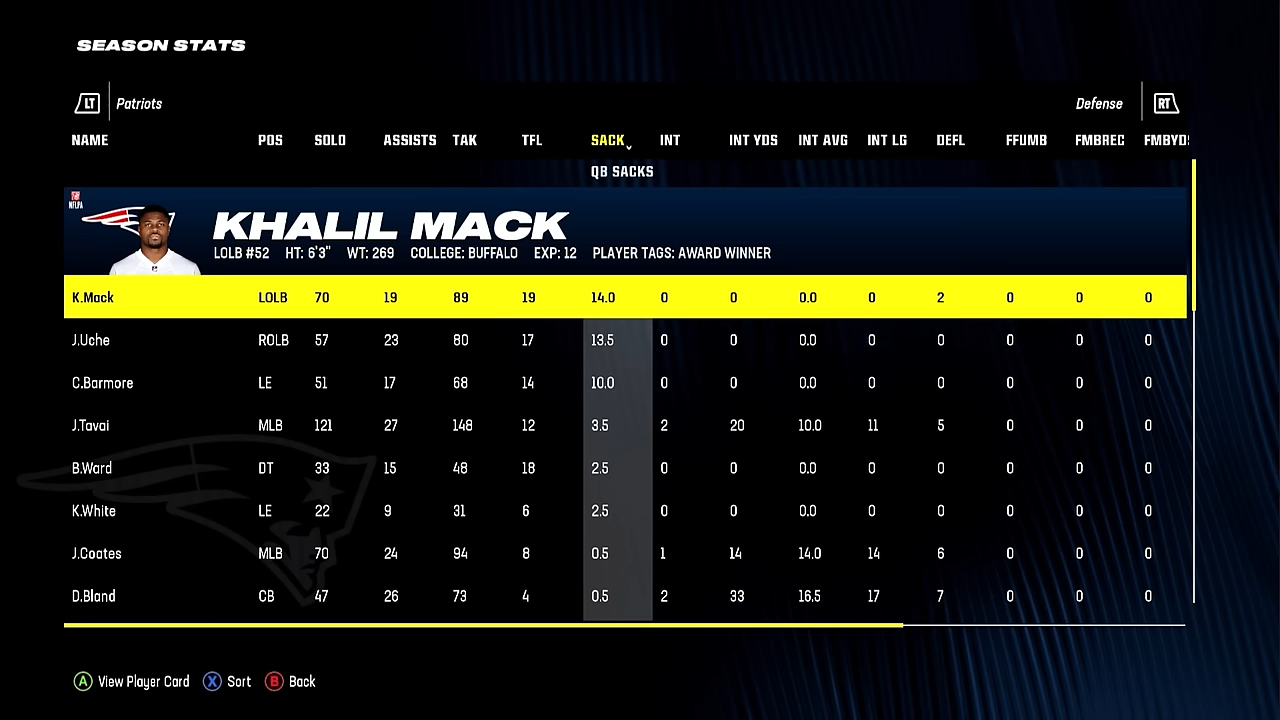 SEASON STATS
LT Patriots Defense RT
NAME POS SOLO ASSISTS TAK TFL SACK INT INT YDS INT AVG INT LG DEFL FFUMB FMBREC FMBYDS
QB SACKS
NFLPA
KHALIL MACK
LOLB #52 HT: 6'3" WT: 269 COLLEGE: BUFFALO EXP: 12 PLAYER TAGS: AWARD WINNER
K.Mack LOLB 70 19 89 19 14.0 0 0 0.0 0 2 0 0 0
J.Uche ROLB 57 23 80 17 13.5 0 0 0.0 0 0 0 0 0
C.Barmore LE 51 17 68 14 10.0 0 0 0.0 0 0 0 0 0
J.Tavai MLB 121 27 148 12 3.5 2 20 10.0 11 5 0 0 0
B.Ward DT 33 15 48 18 2.5 0 0 0.0 0 0 0 0 0
K.White LE 22 9 31 6 2.5 0 0 0.0 0 0 0 0 0
J.Coates MLB 70 24 94 8 0.5 1 14 14.0 14 6 0 0 0
D.Bland CB 47 26 73 4 0.5 2 33 16.5 17 7 0 0 0
A View Player Card X Sort B Back